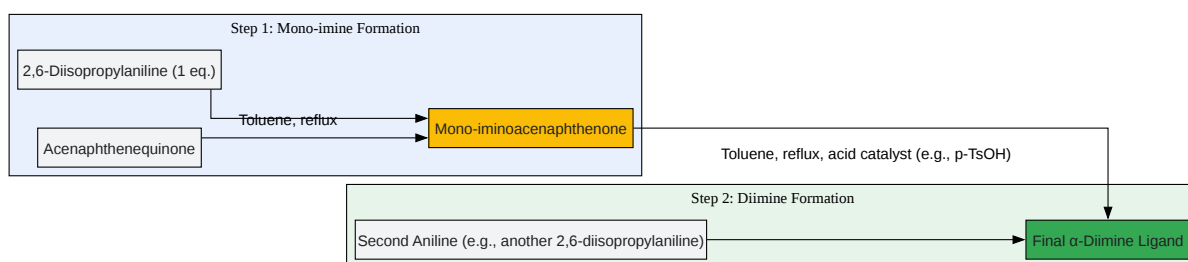 Step 1: Mono-imine Formation
2,6-Diisopropylaniline (1 eq.)
Toluene, reflux
Mono-iminoacenaphthenone
Acenaphthenequinone
Toluene, reflux, acid catalyst (e.g., p-TsOH)
Step 2: Diimine Formation
Second Aniline (e.g., another 2,6-diisopropylaniline)
Final α-Diimine Ligand